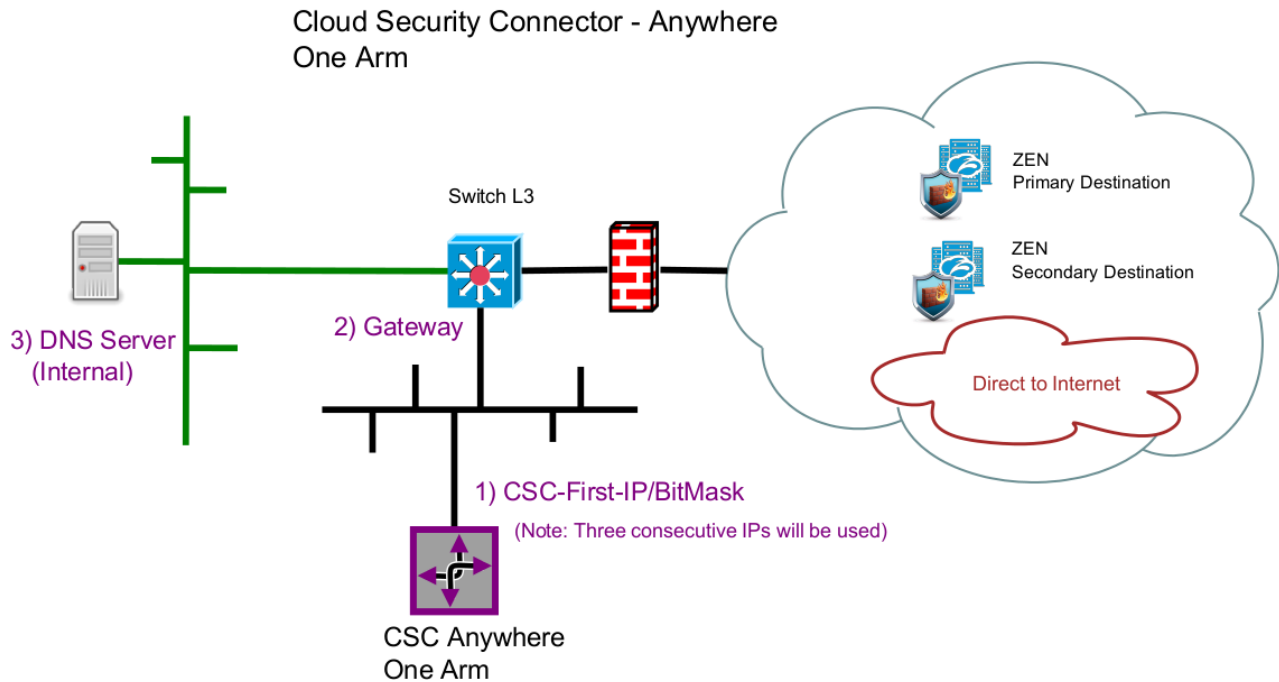 Cloud Security Connector - Anywhere
One Arm
ZEN
Primary Destination
Switch L3
ZEN
Secondary Destination
2) Gateway
3) DNS Server
(Internal)
Direct to Internet
1) CSC-First-IP/BitMask
(Note: Three consecutive IPs will be used)
CSC Anywhere
One Arm